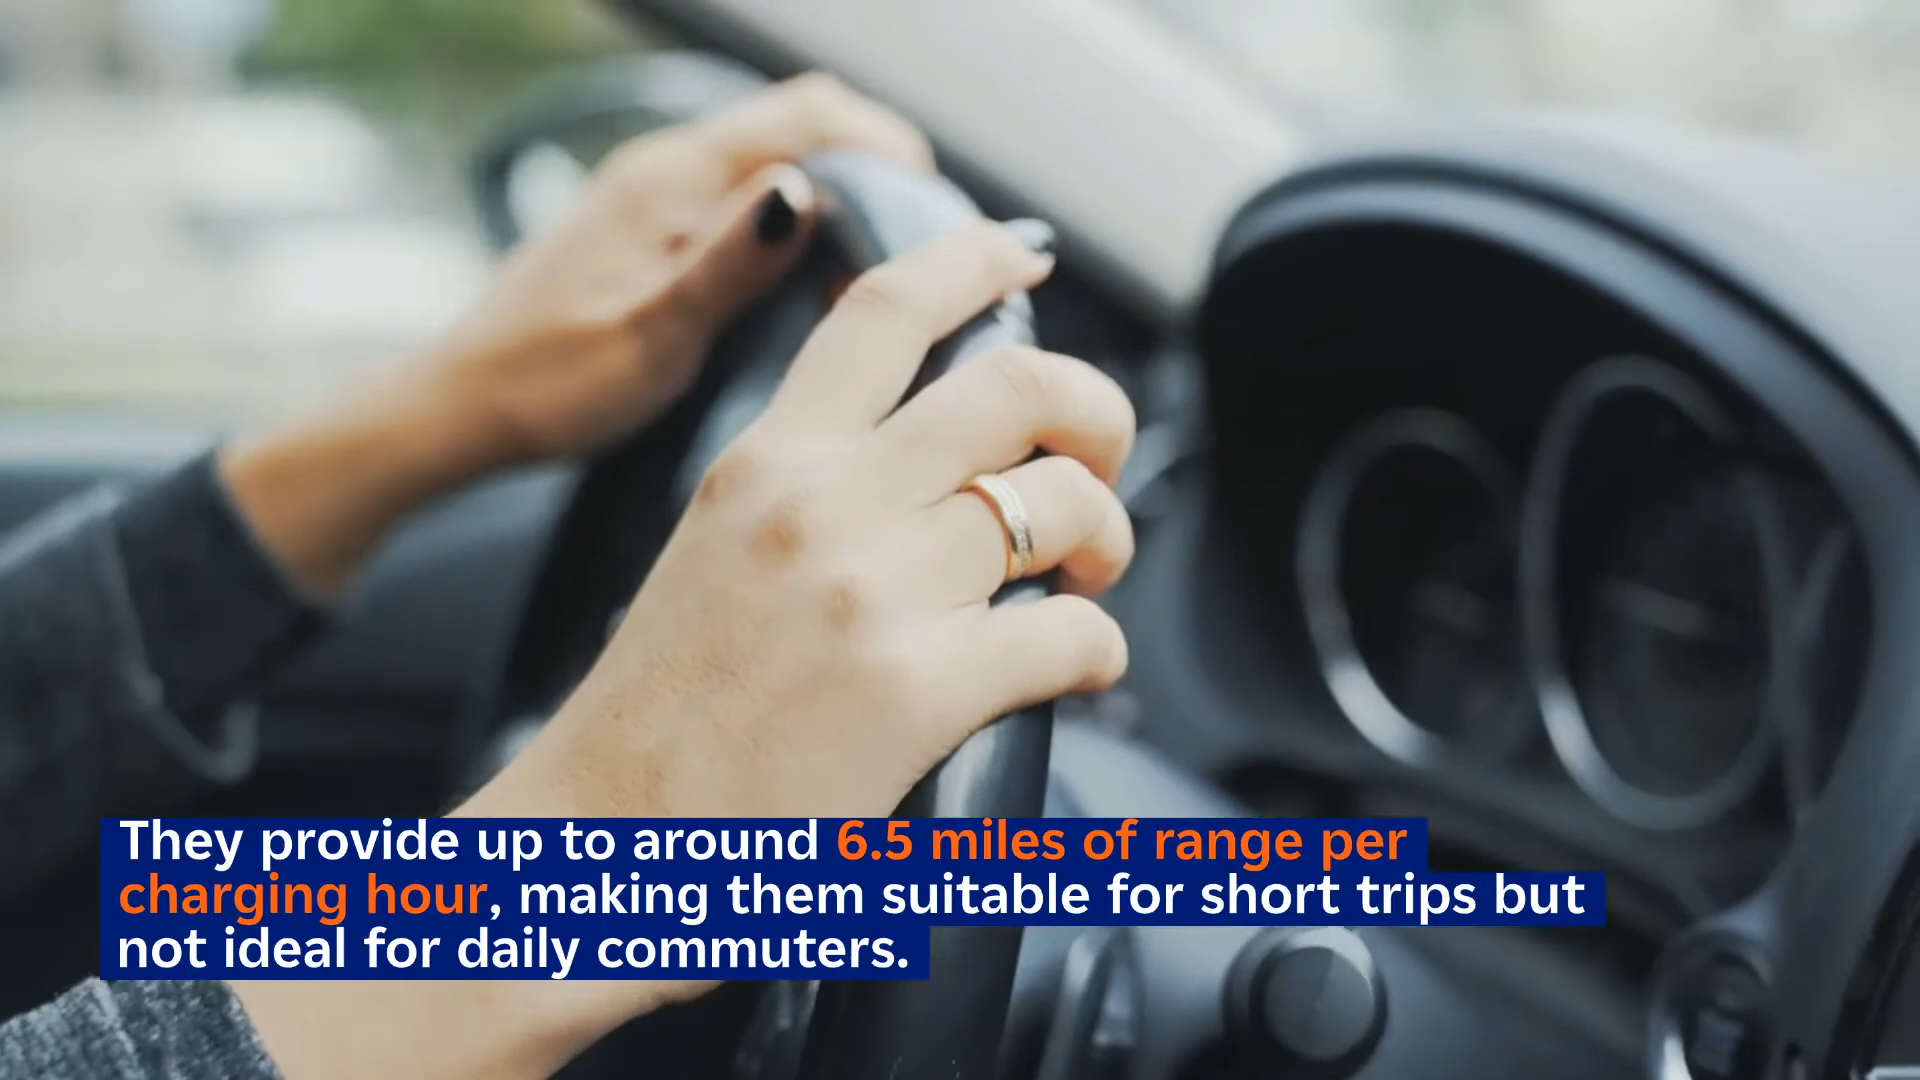 They provide up to around 6.5 miles of range per
charging hour, making them suitable for short trips but
not ideal for daily commuters.